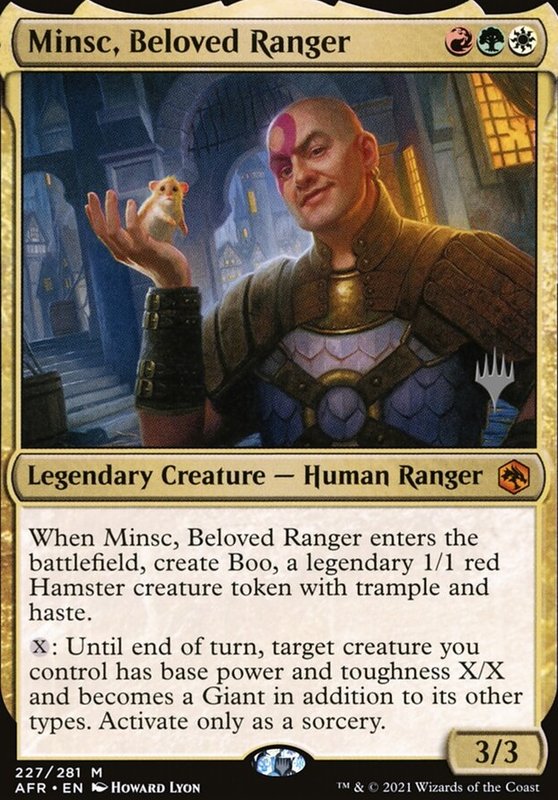 Minsc, Beloved Ranger
Legendary Creature — Human Ranger
When Minsc, Beloved Ranger enters the
battlefield, create Boo, a legendary 1/1 red
Hamster creature token with trample and
haste.
X: Until end of turn, target creature you
control has base power and toughness X/X
and becomes a Giant in addition to its other
types. Activate only as a sorcery.
3/3
227/281 M
AFR • EN Howard Lyon
™ & © 2021 Wizards of the Coast